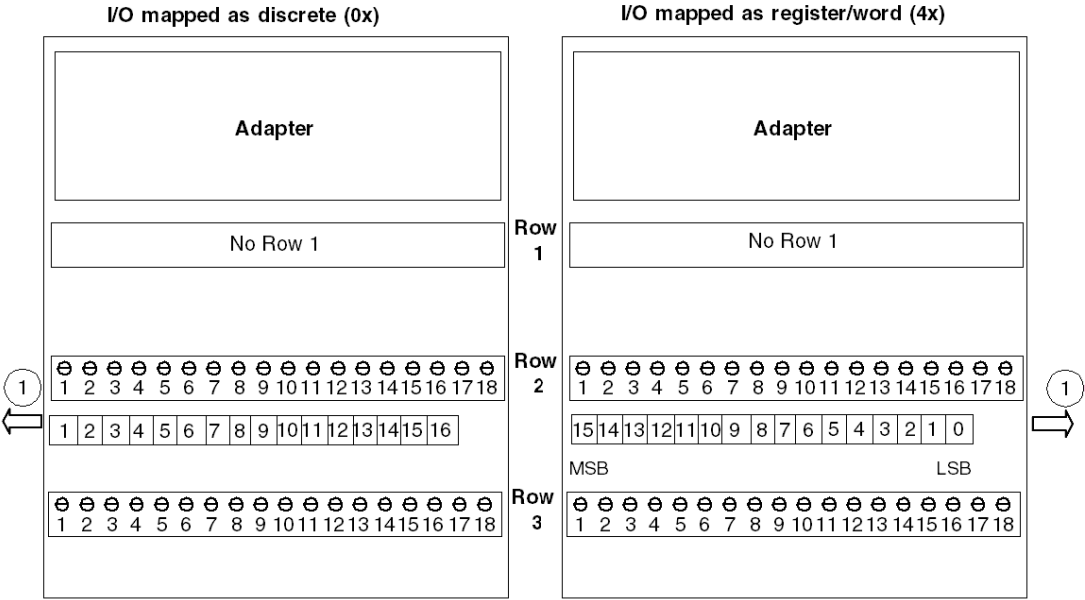 I/O mapped as discrete (0x)
I/O mapped as register/word (4x)
Adapter
Adapter
Row
1
No Row 1
No Row 1
Row
2
1 2 3 4 5 6 7 8 9 10 11 12 13 14 15 16 17 18
1 2 3 4 5 6 7 8 9 10 11 12 13 14 15 16 17 18
1
1
1 2 3 4 5 6 7 8 9 10 11 12 13 14 15 16
15 14 13 12 11 10 9 8 7 6 5 4 3 2 1 0
MSB LSB
Row
3
1 2 3 4 5 6 7 8 9 10 11 12 13 14 15 16 17 18
1 2 3 4 5 6 7 8 9 10 11 12 13 14 15 16 17 18